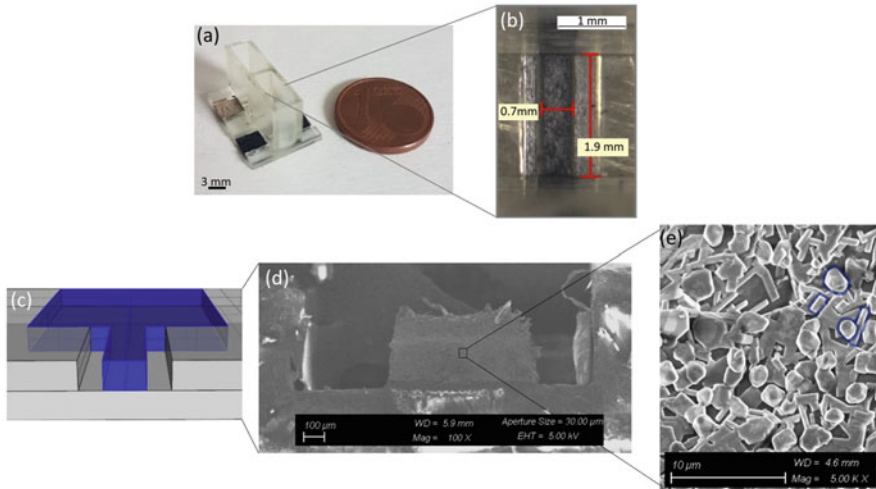 (a)
3 mm
(b)
1 mm
0.7mm
1.9 mm
(c)
(d)
100 µm
WD = 5.9 mm
Mag = 100 X
Aperture Size = 30.00 µm
EHT = 5.00 kV
(e)
10 µm
WD = 4.6 mm
Mag = 5.00 K X